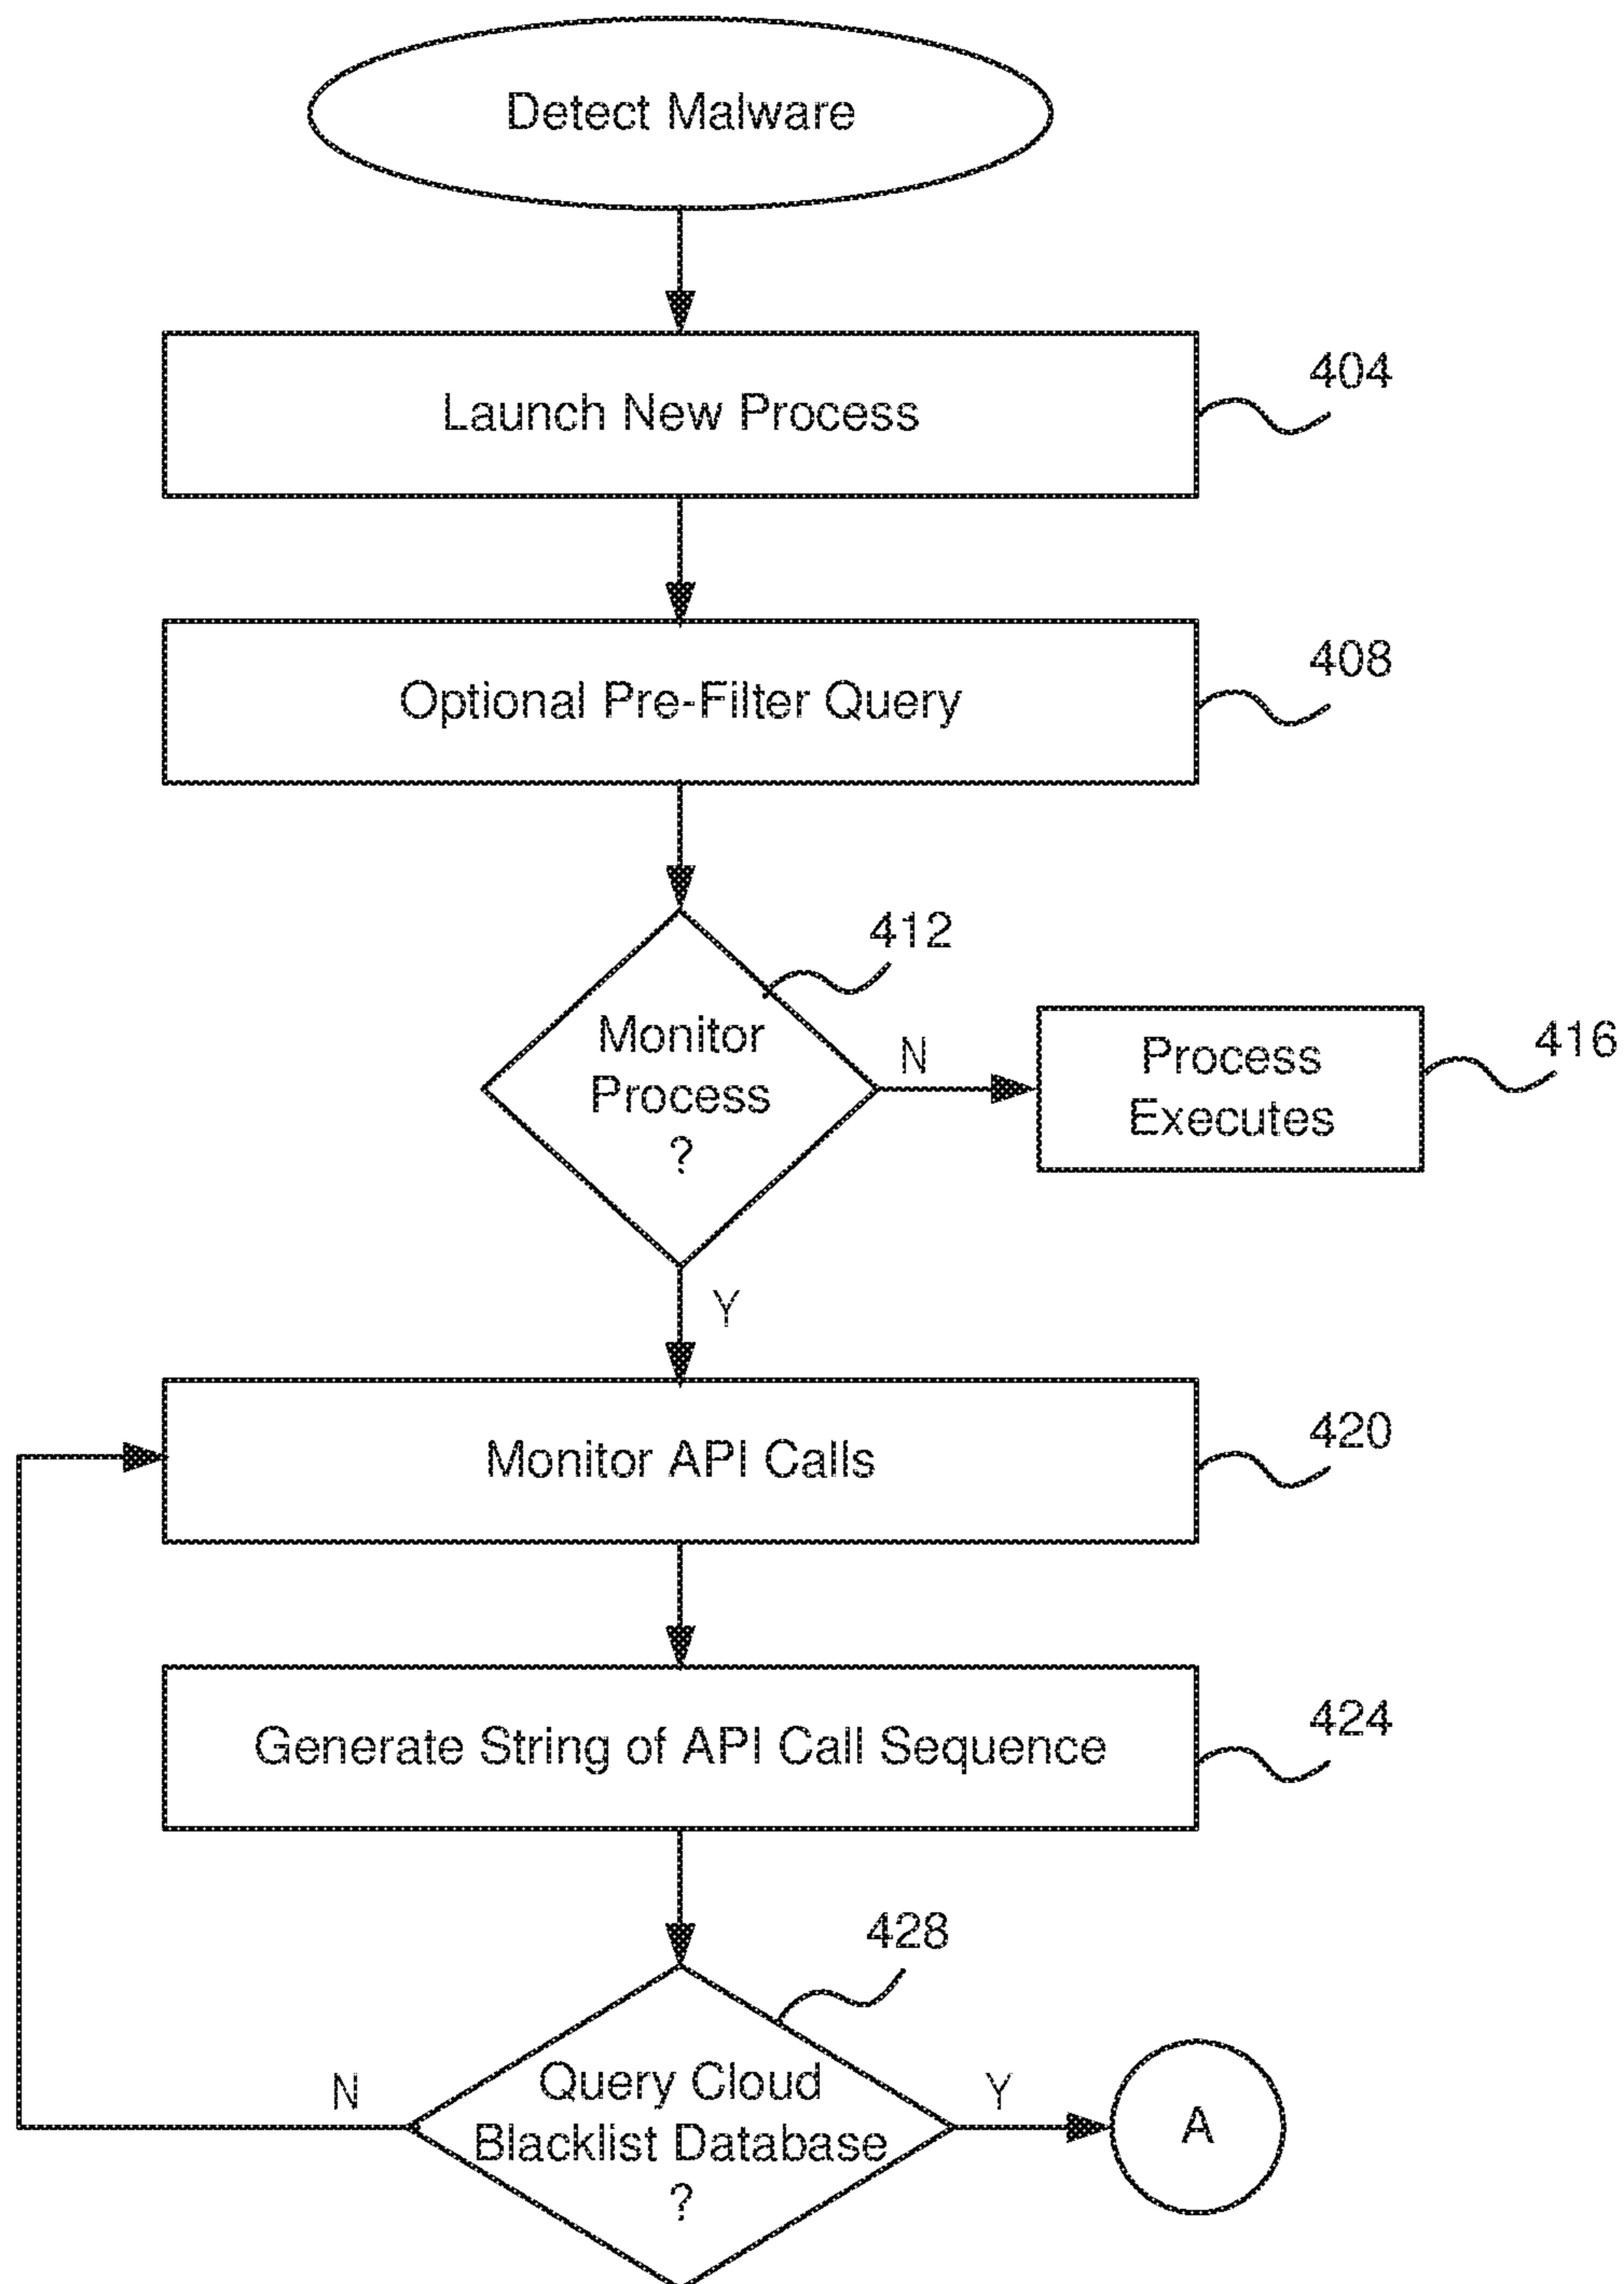 Detect Malware
Launch New Process
404
Optional Pre-Filter Query
408
412
Monitor
Process
?
N
Process
Executes
416
Y
Monitor API Calls
420
Generate String of API Call Sequence
424
428
N
Query Cloud
Blacklist Database
?
Y
A